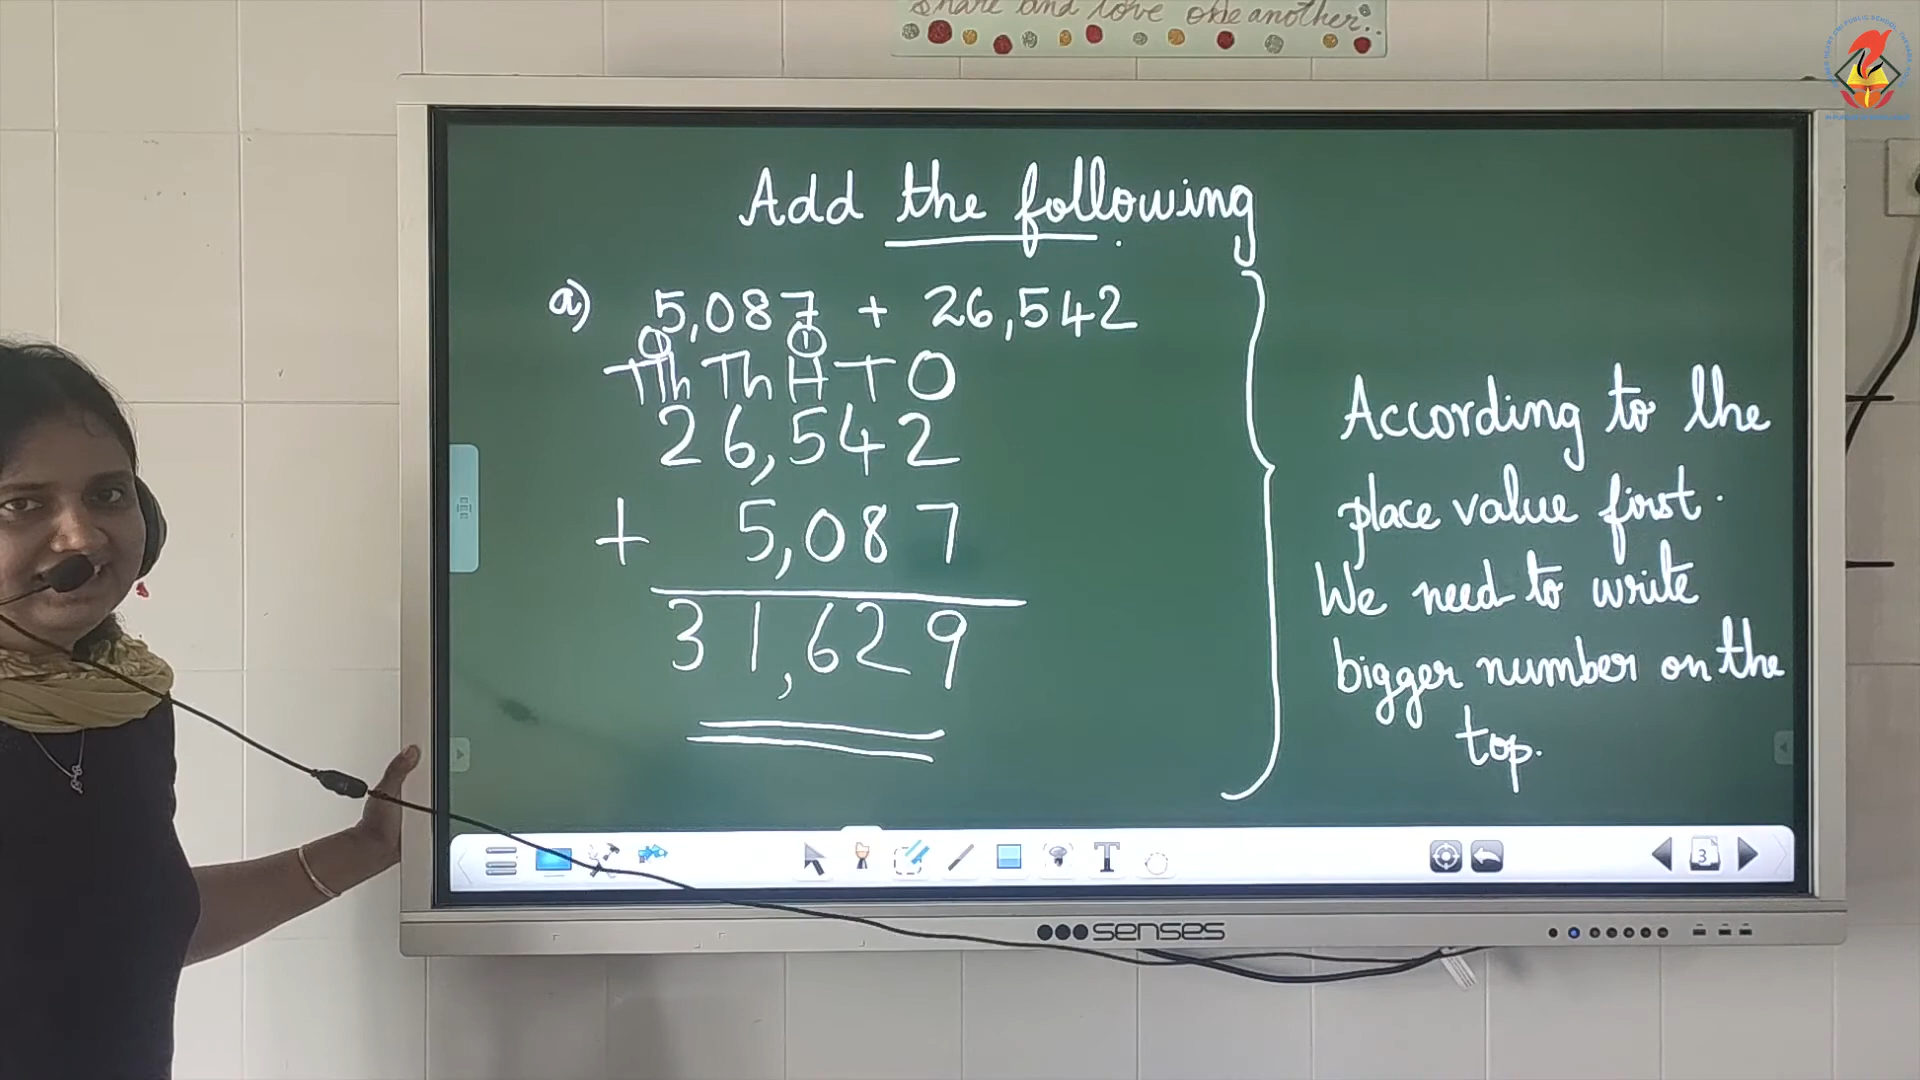 share and love one another..
Add the following
a) 5,087 + 26,542
① ①
TTh Th H T O
26,542
+ 5,087
31,629
According to the
place value first.
We need to write
bigger number on the
top.
T
3
senses